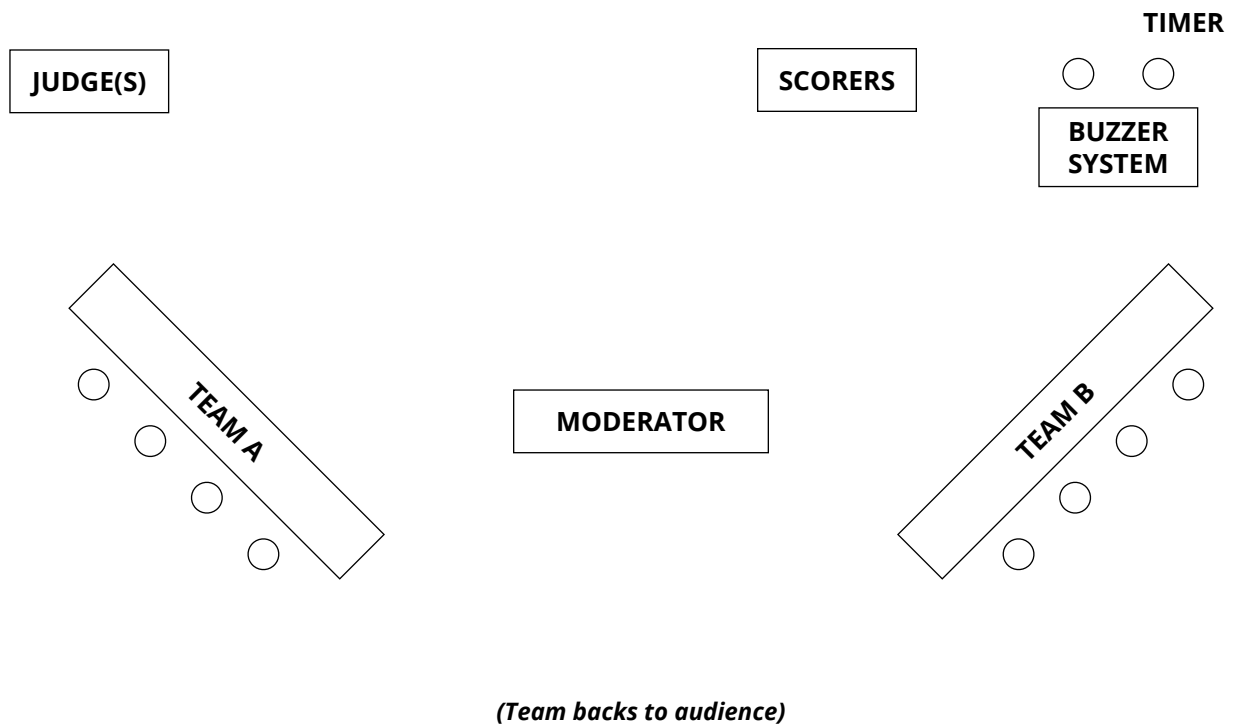 TIMER
JUDGE(S)
SCORERS
BUZZER
SYSTEM
TEAM A
MODERATOR
TEAM B
(Team backs to audience)